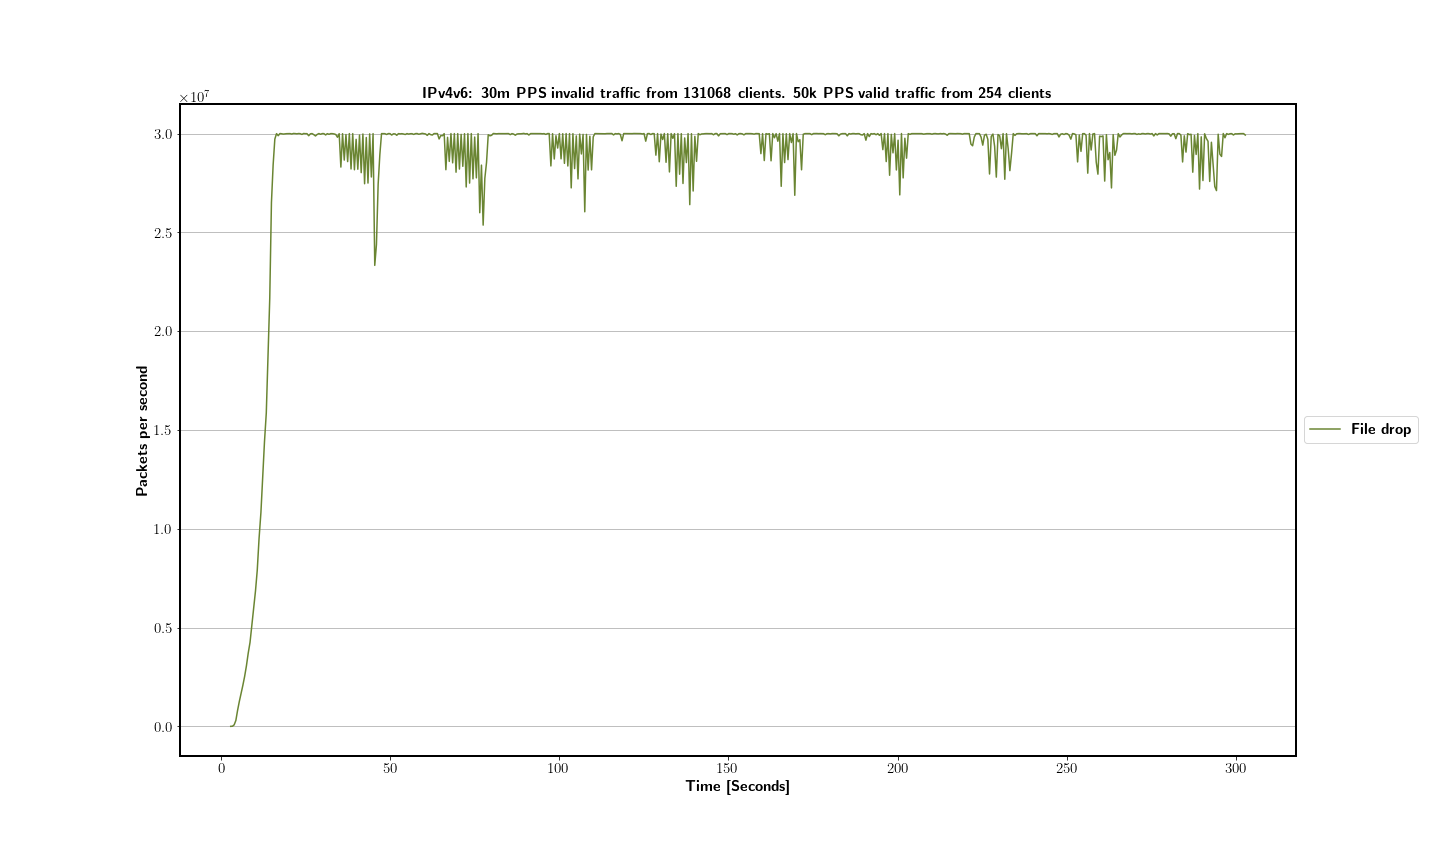 IPv4v6: 30m PPS invalid traffic from 131068 clients. 50k PPS valid traffic from 254 clients
×10⁷
3.0
2.5
2.0
1.5
1.0
0.5
0.0
Packets per second
0 50 100 150 200 250 300
Time [Seconds]
File drop